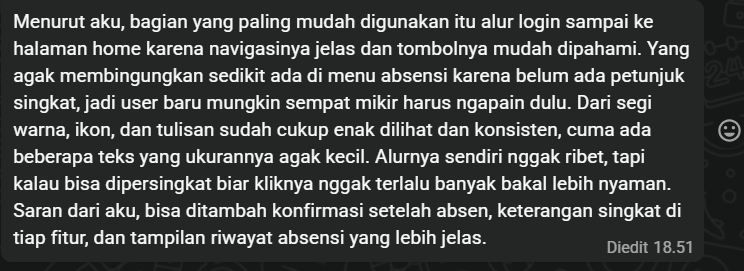 Menurut aku, bagian yang paling mudah digunakan itu alur login sampai ke
halaman home karena navigasinya jelas dan tombolnya mudah dipahami. Yang
agak membingungkan sedikit ada di menu absensi karena belum ada petunjuk
singkat, jadi user baru mungkin sempat mikir harus ngapain dulu. Dari segi
warna, ikon, dan tulisan sudah cukup enak dilihat dan konsisten, cuma ada
beberapa teks yang ukurannya agak kecil. Alurnya sendiri nggak ribet, tapi
kalau bisa dipersingkat biar kliknya nggak terlalu banyak bakal lebih nyaman.
Saran dari aku, bisa ditambah konfirmasi setelah absen, keterangan singkat di
tiap fitur, dan tampilan riwayat absensi yang lebih jelas.
Diedit 18.51